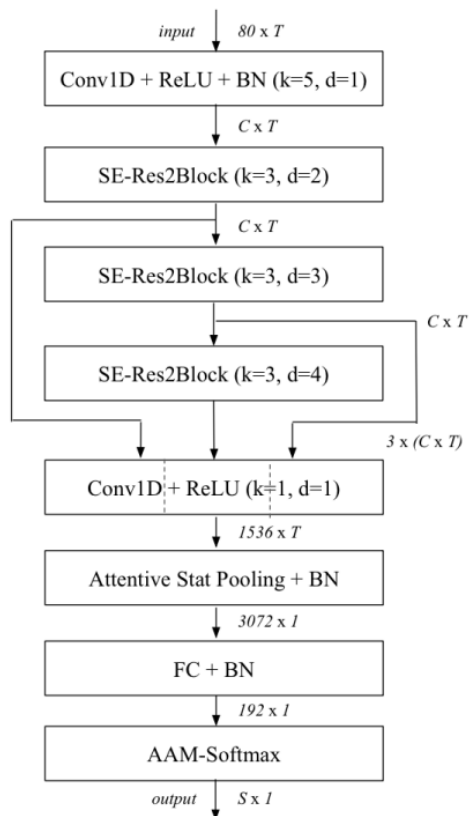 input 80 x T
Conv1D + ReLU + BN (k=5, d=1)
C x T
SE-Res2Block (k=3, d=2)
C x T
SE-Res2Block (k=3, d=3)
C x T
SE-Res2Block (k=3, d=4)
3 x (C x T)
Conv1D + ReLU (k=1, d=1)
1536 x T
Attentive Stat Pooling + BN
3072 x 1
FC + BN
192 x 1
AAM-Softmax
output S x 1